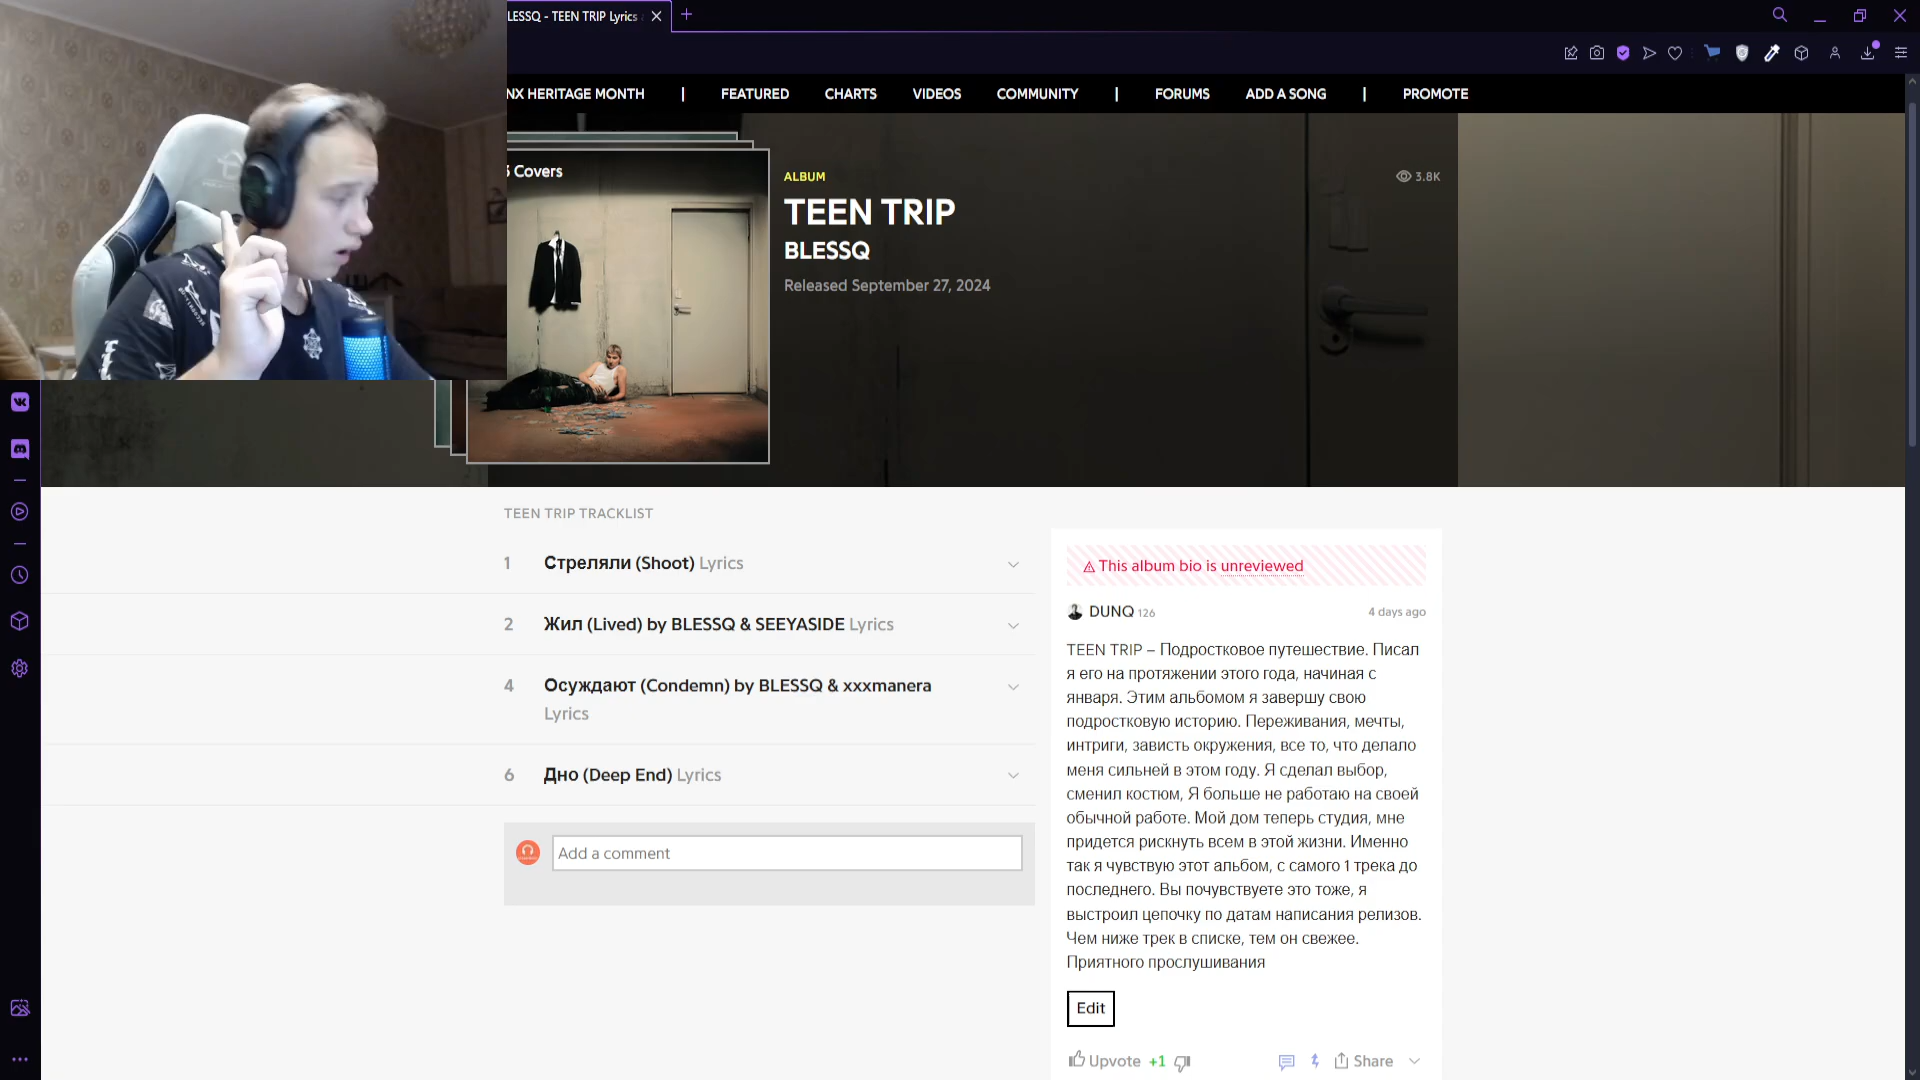 LESSQ - TEEN TRIP Lyrics
NX HERITAGE MONTH | FEATURED CHARTS VIDEOS COMMUNITY | FORUMS ADD A SONG | PROMOTE
Covers
ALBUM
3.8K
TEEN TRIP
BLESSQ
Released September 27, 2024
TEEN TRIP TRACKLIST
1 Стреляли (Shoot) Lyrics
2 Жил (Lived) by BLESSQ & SEEYASIDE Lyrics
4 Осуждают (Condemn) by BLESSQ & xxxmanera
Lyrics
6 Дно (Deep End) Lyrics
Add a comment
This album bio is unreviewed
DUNQ 126
4 days ago
TEEN TRIP – Подростковое путешествие. Писал
я его на протяжении этого года, начиная с
января. Этим альбомом я завершу свою
подростковую историю. Переживания, мечты,
интриги, зависть окружения, все то, что делало
меня сильней в этом году. Я сделал выбор,
сменил костюм, Я больше не работаю на своей
обычной работе. Мой дом теперь студия, мне
придется рискнуть всем в этой жизни. Именно
так я чувствую этот альбом, с самого 1 трека до
последнего. Вы почувствуете это тоже, я
выстроил цепочку по датам написания релизов.
Чем ниже трек в списке, тем он свежее.
Приятного прослушивания
Edit
Upvote +1
Share